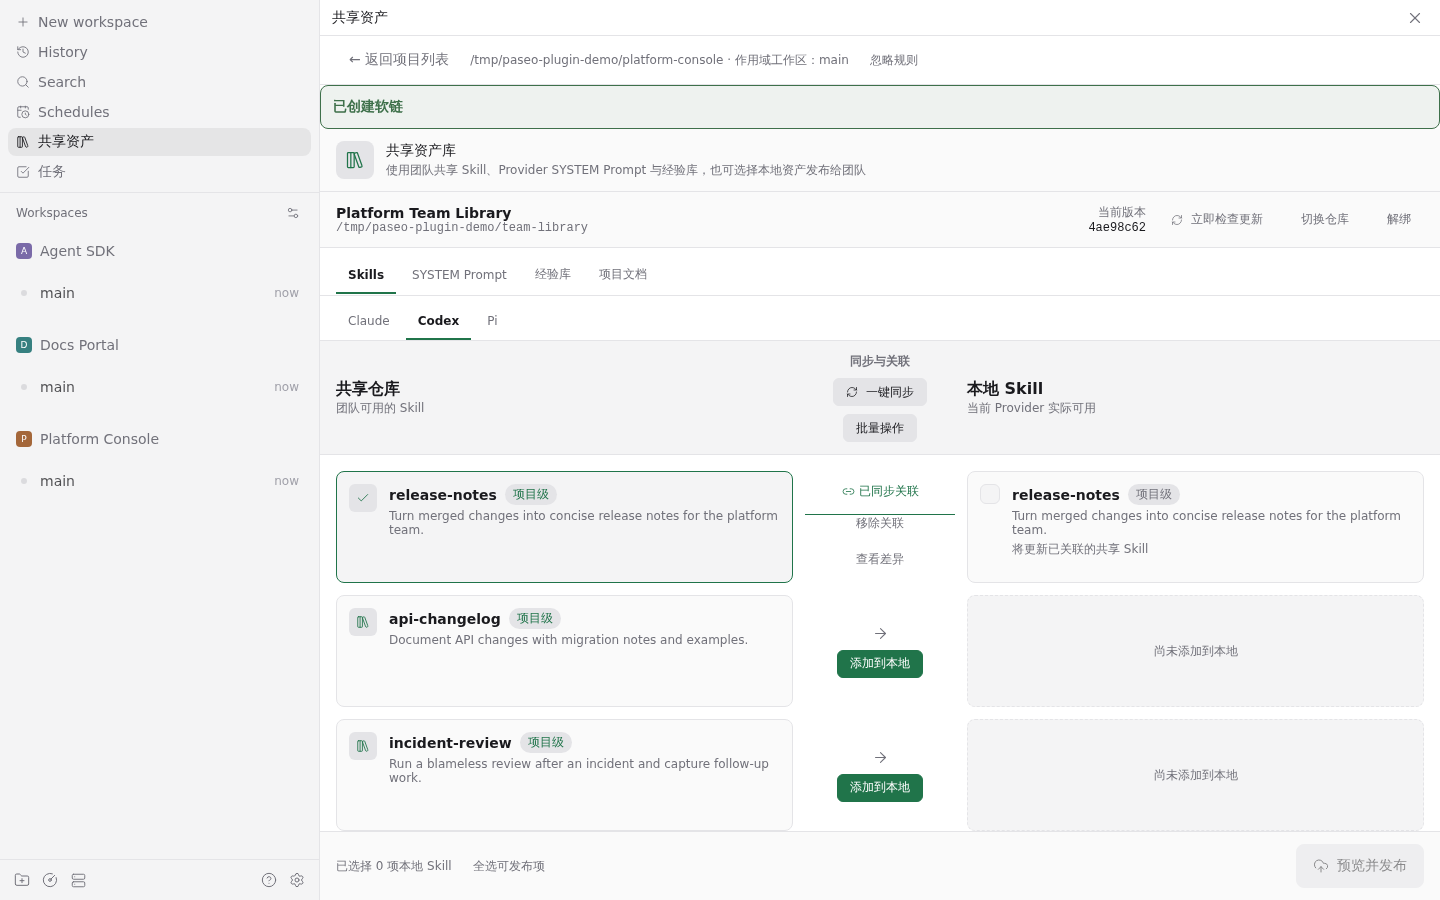 New workspace
History
Search
Schedules
共享资产
任务
Workspaces
A Agent SDK
main now
D Docs Portal
main now
P Platform Console
main now
共享资产
← 返回项目列表 /tmp/paseo-plugin-demo/platform-console · 作用域工作区：main 忽略规则
已创建软链
共享资产库
使用团队共享 Skill、Provider SYSTEM Prompt 与经验库，也可选择本地资产发布给团队
Platform Team Library
/tmp/paseo-plugin-demo/team-library
当前版本
4ae98c62
立即检查更新 切换仓库 解绑
Skills SYSTEM Prompt 经验库 项目文档
Claude Codex Pi
共享仓库
团队可用的 Skill
同步与关联
一键同步
批量操作
本地 Skill
当前 Provider 实际可用
release-notes 项目级
Turn merged changes into concise release notes for the platform
team.
已同步关联
移除关联
查看差异
release-notes 项目级
Turn merged changes into concise release notes for the platform
team.
将更新已关联的共享 Skill
api-changelog 项目级
Document API changes with migration notes and examples.
→
添加到本地
尚未添加到本地
incident-review 项目级
Run a blameless review after an incident and capture follow-up
work.
→
添加到本地
尚未添加到本地
已选择 0 项本地 Skill 全选可发布项
预览并发布